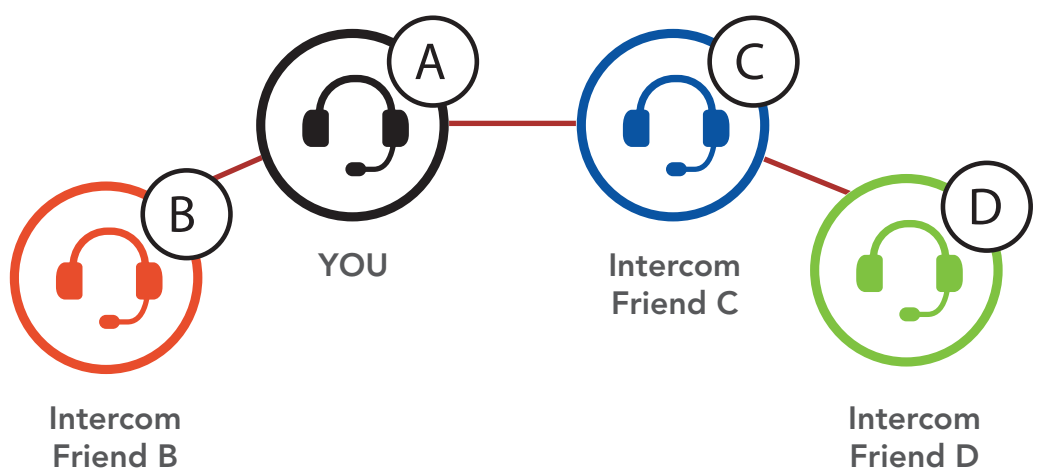 A
C
B
D
YOU
Intercom
Friend C
Intercom
Friend B
Intercom
Friend D